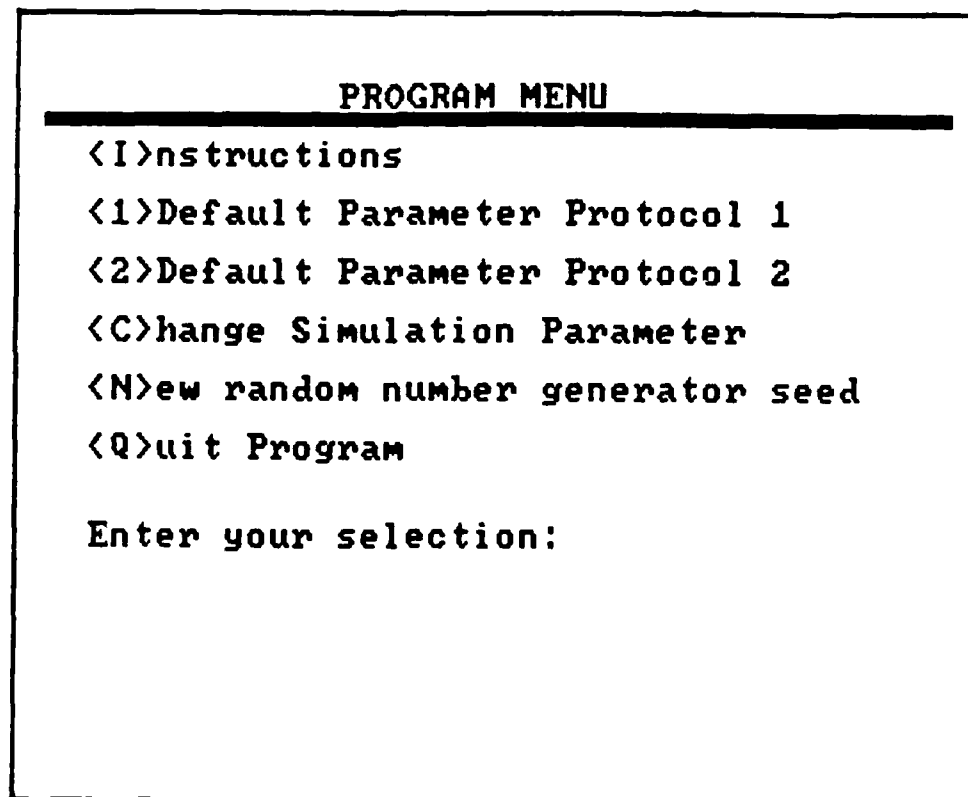 PROGRAM MENU
<I>nstructions
<1>Default Parameter Protocol 1
<2>Default Parameter Protocol 2
<C>hange Simulation Parameter
<N>ew random number generator seed
<Q>uit Program
Enter your selection: